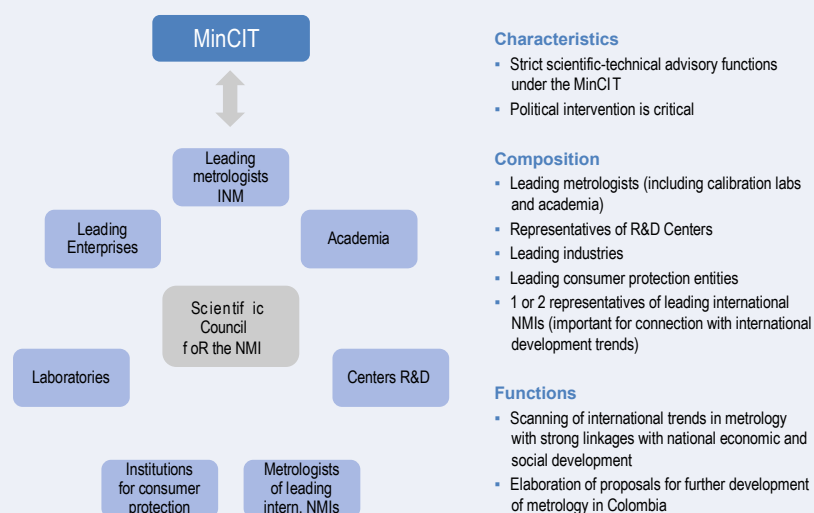 MinCIT
Leading
metrologists
INM
Leading
Enterprises
Academia
Scientif ic
Council
f oR the NMI
Laboratories
Centers R&D
Institutions
for consumer
protection
Metrologists
of leading
intern. NMIs
Characteristics
▪ Strict scientific-technical advisory functions
under the MinCIT
▪ Political intervention is critical
Composition
▪ Leading metrologists (including calibration labs
and academia)
▪ Representatives of R&D Centers
▪ Leading industries
▪ Leading consumer protection entities
▪ 1 or 2 representatives of leading international
NMIs (important for connection with international
development trends)
Functions
▪ Scanning of international trends in metrology
with strong linkages with national economic and
social development
▪ Elaboration of proposals for further development
of metrology in Colombia